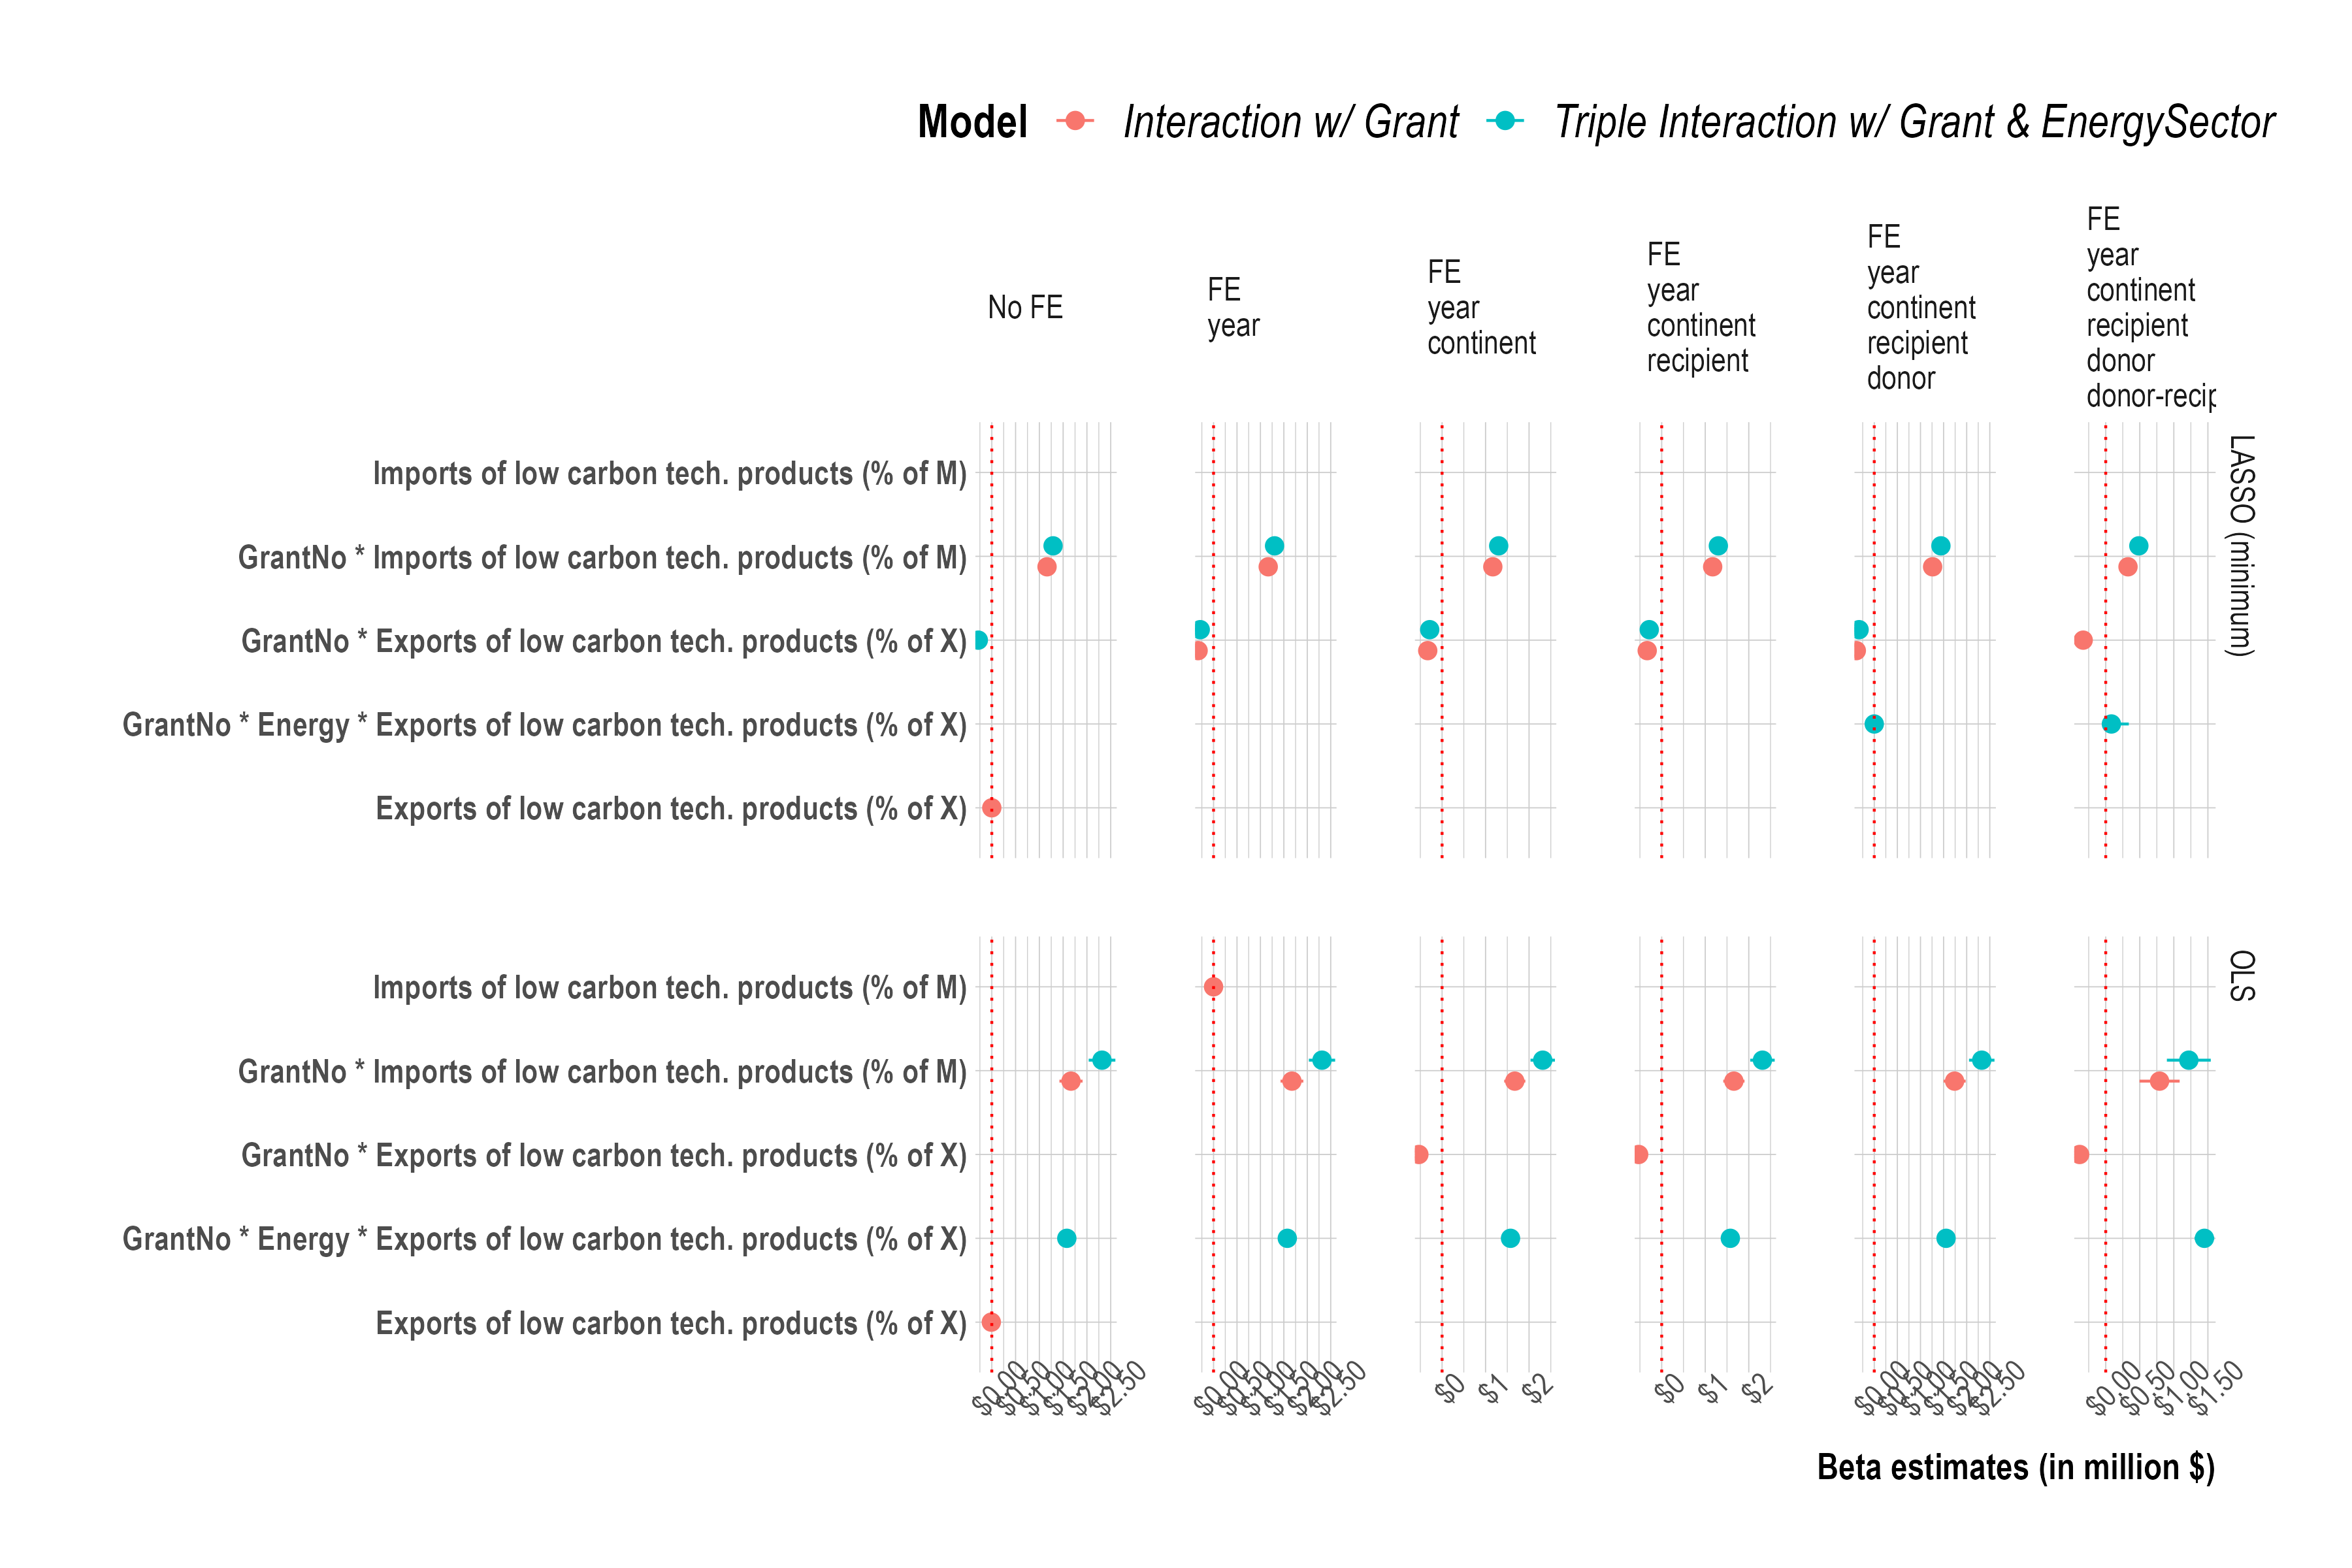 Model Interaction w/ Grant Triple Interaction w/ Grant & EnergySector
No FE
FE
year
FE
year
continent
FE
year
continent
recipient
FE
year
continent
recipient
donor
FE
year
continent
recipient
donor
donor-recip
LASSO (minimum)
Imports of low carbon tech. products (% of M)
GrantNo * Imports of low carbon tech. products (% of M)
GrantNo * Exports of low carbon tech. products (% of X)
GrantNo * Energy * Exports of low carbon tech. products (% of X)
Exports of low carbon tech. products (% of X)
OLS
Imports of low carbon tech. products (% of M)
GrantNo * Imports of low carbon tech. products (% of M)
GrantNo * Exports of low carbon tech. products (% of X)
GrantNo * Energy * Exports of low carbon tech. products (% of X)
Exports of low carbon tech. products (% of X)
$0.00 $0.50 $1.00 $1.50 $2.00 $2.50
$0.00 $0.50 $1.00 $1.50 $2.00 $2.50
$0 $1 $2
$0 $1 $2
$0.00 $0.50 $1.00 $1.50 $2.00 $2.50
$0.00 $0.50 $1.00 $1.50
Beta estimates (in million $)